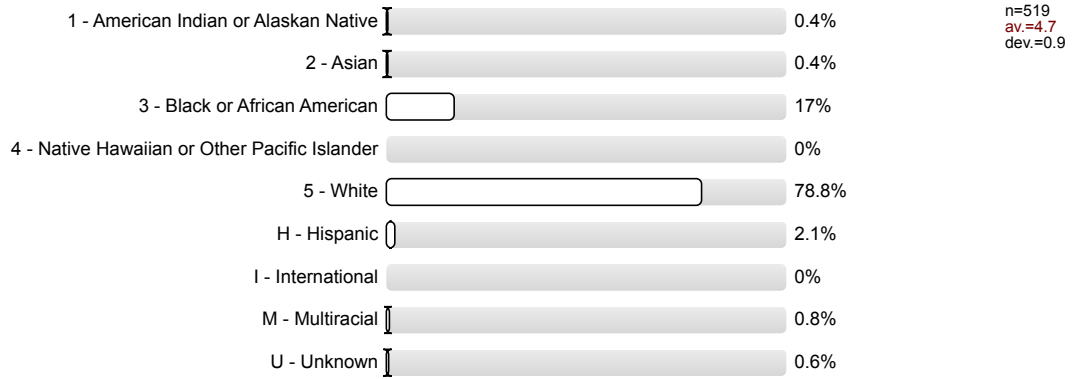 1 - American Indian or Alaskan Native 0.4%
2 - Asian 0.4%
3 - Black or African American 17%
4 - Native Hawaiian or Other Pacific Islander 0%
5 - White 78.8%
H - Hispanic 2.1%
I - International 0%
M - Multiracial 0.8%
U - Unknown 0.6%
n=519
av.=4.7
dev.=0.9